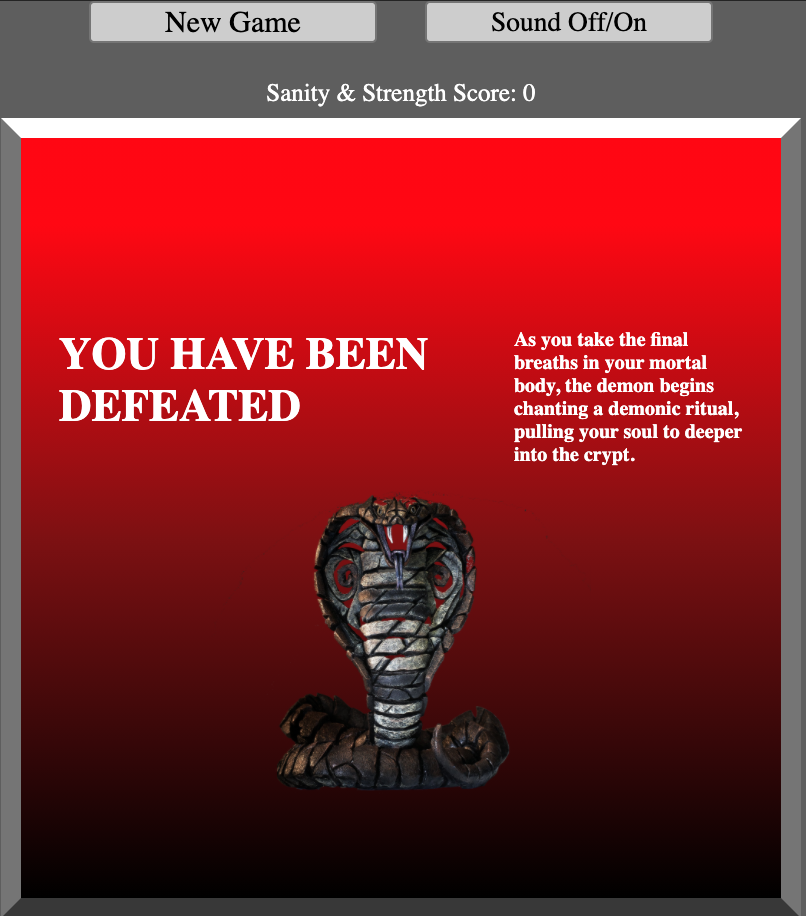 New Game
Sound Off/On
Sanity & Strength Score: 0
YOU HAVE BEEN
DEFEATED
As you take the final
breaths in your mortal
body, the demon begins
chanting a demonic ritual,
pulling your soul to deeper
into the crypt.